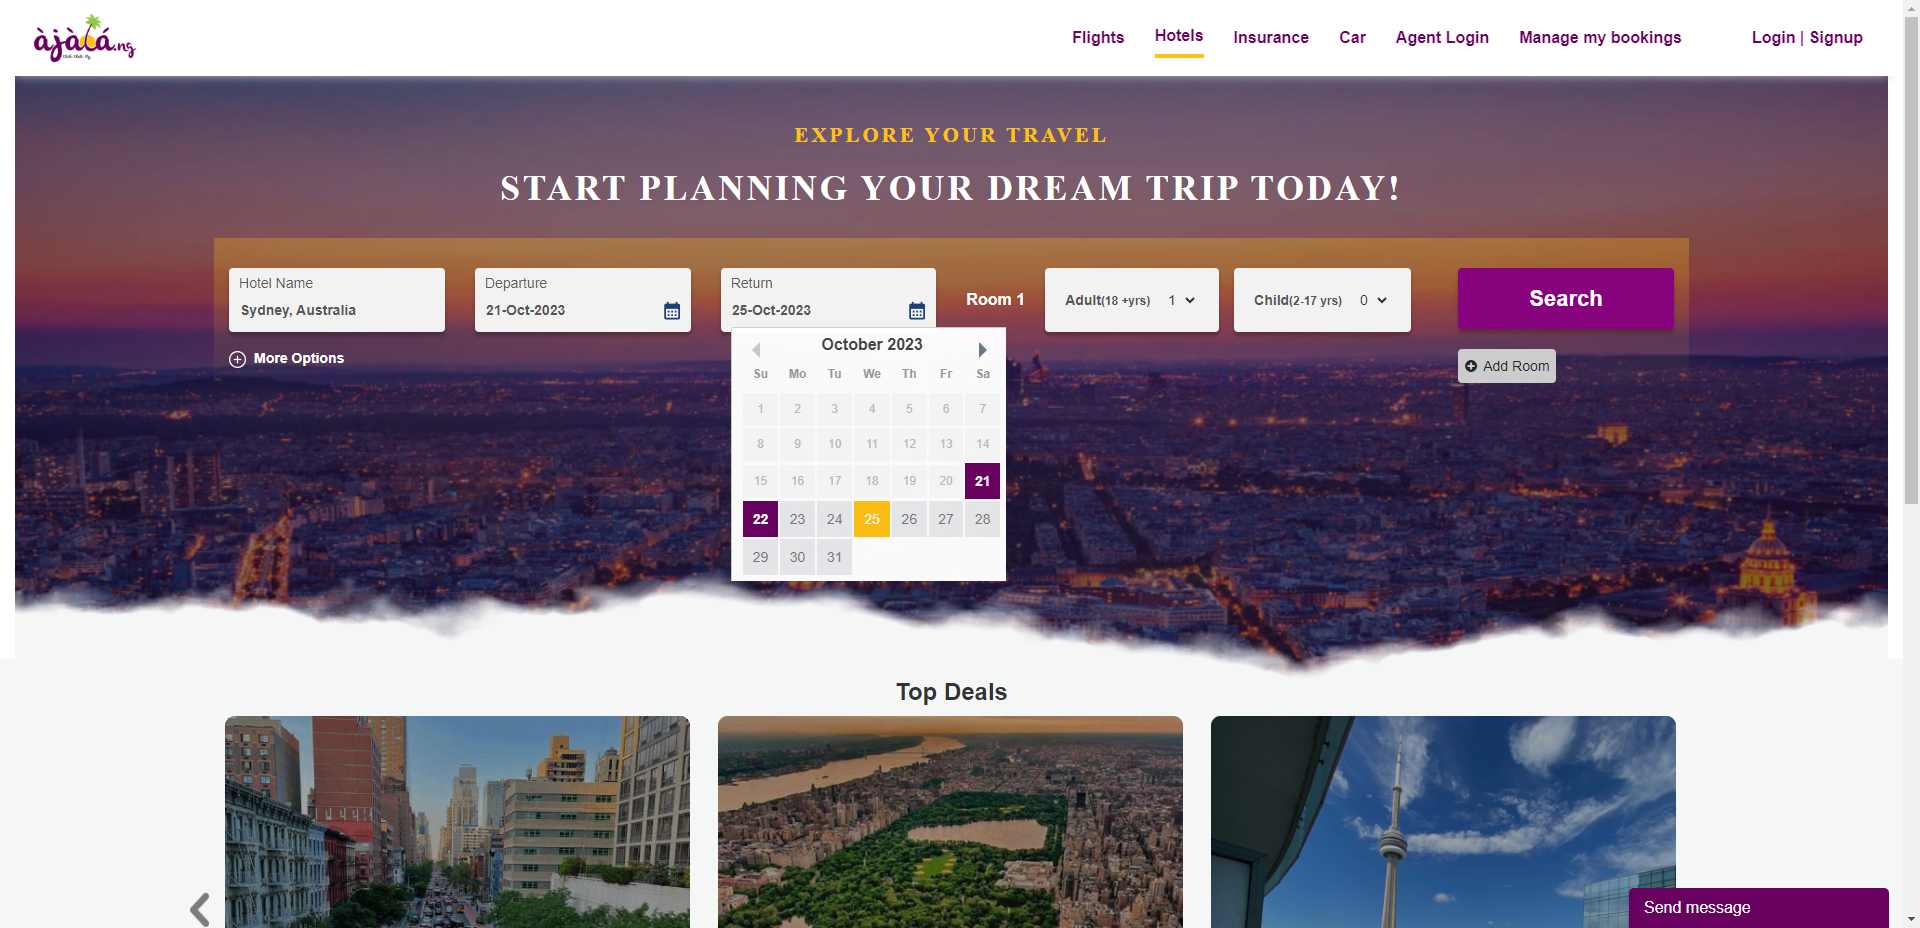 àjàlá.ng
Flights
Hotels
Insurance
Car
Agent Login
Manage my bookings
Login | Signup
EXPLORE YOUR TRAVEL
START PLANNING YOUR DREAM TRIP TODAY!
Hotel Name
Sydney, Australia
Departure
21-Oct-2023
Return
25-Oct-2023
Room 1
Adult(18 +yrs) 1
Child(2-17 yrs) 0
Search
More Options
Add Room
October 2023
Su Mo Tu We Th Fr Sa
1 2 3 4 5 6 7
8 9 10 11 12 13 14
15 16 17 18 19 20 21
22 23 24 25 26 27 28
29 30 31
Top Deals
Send message